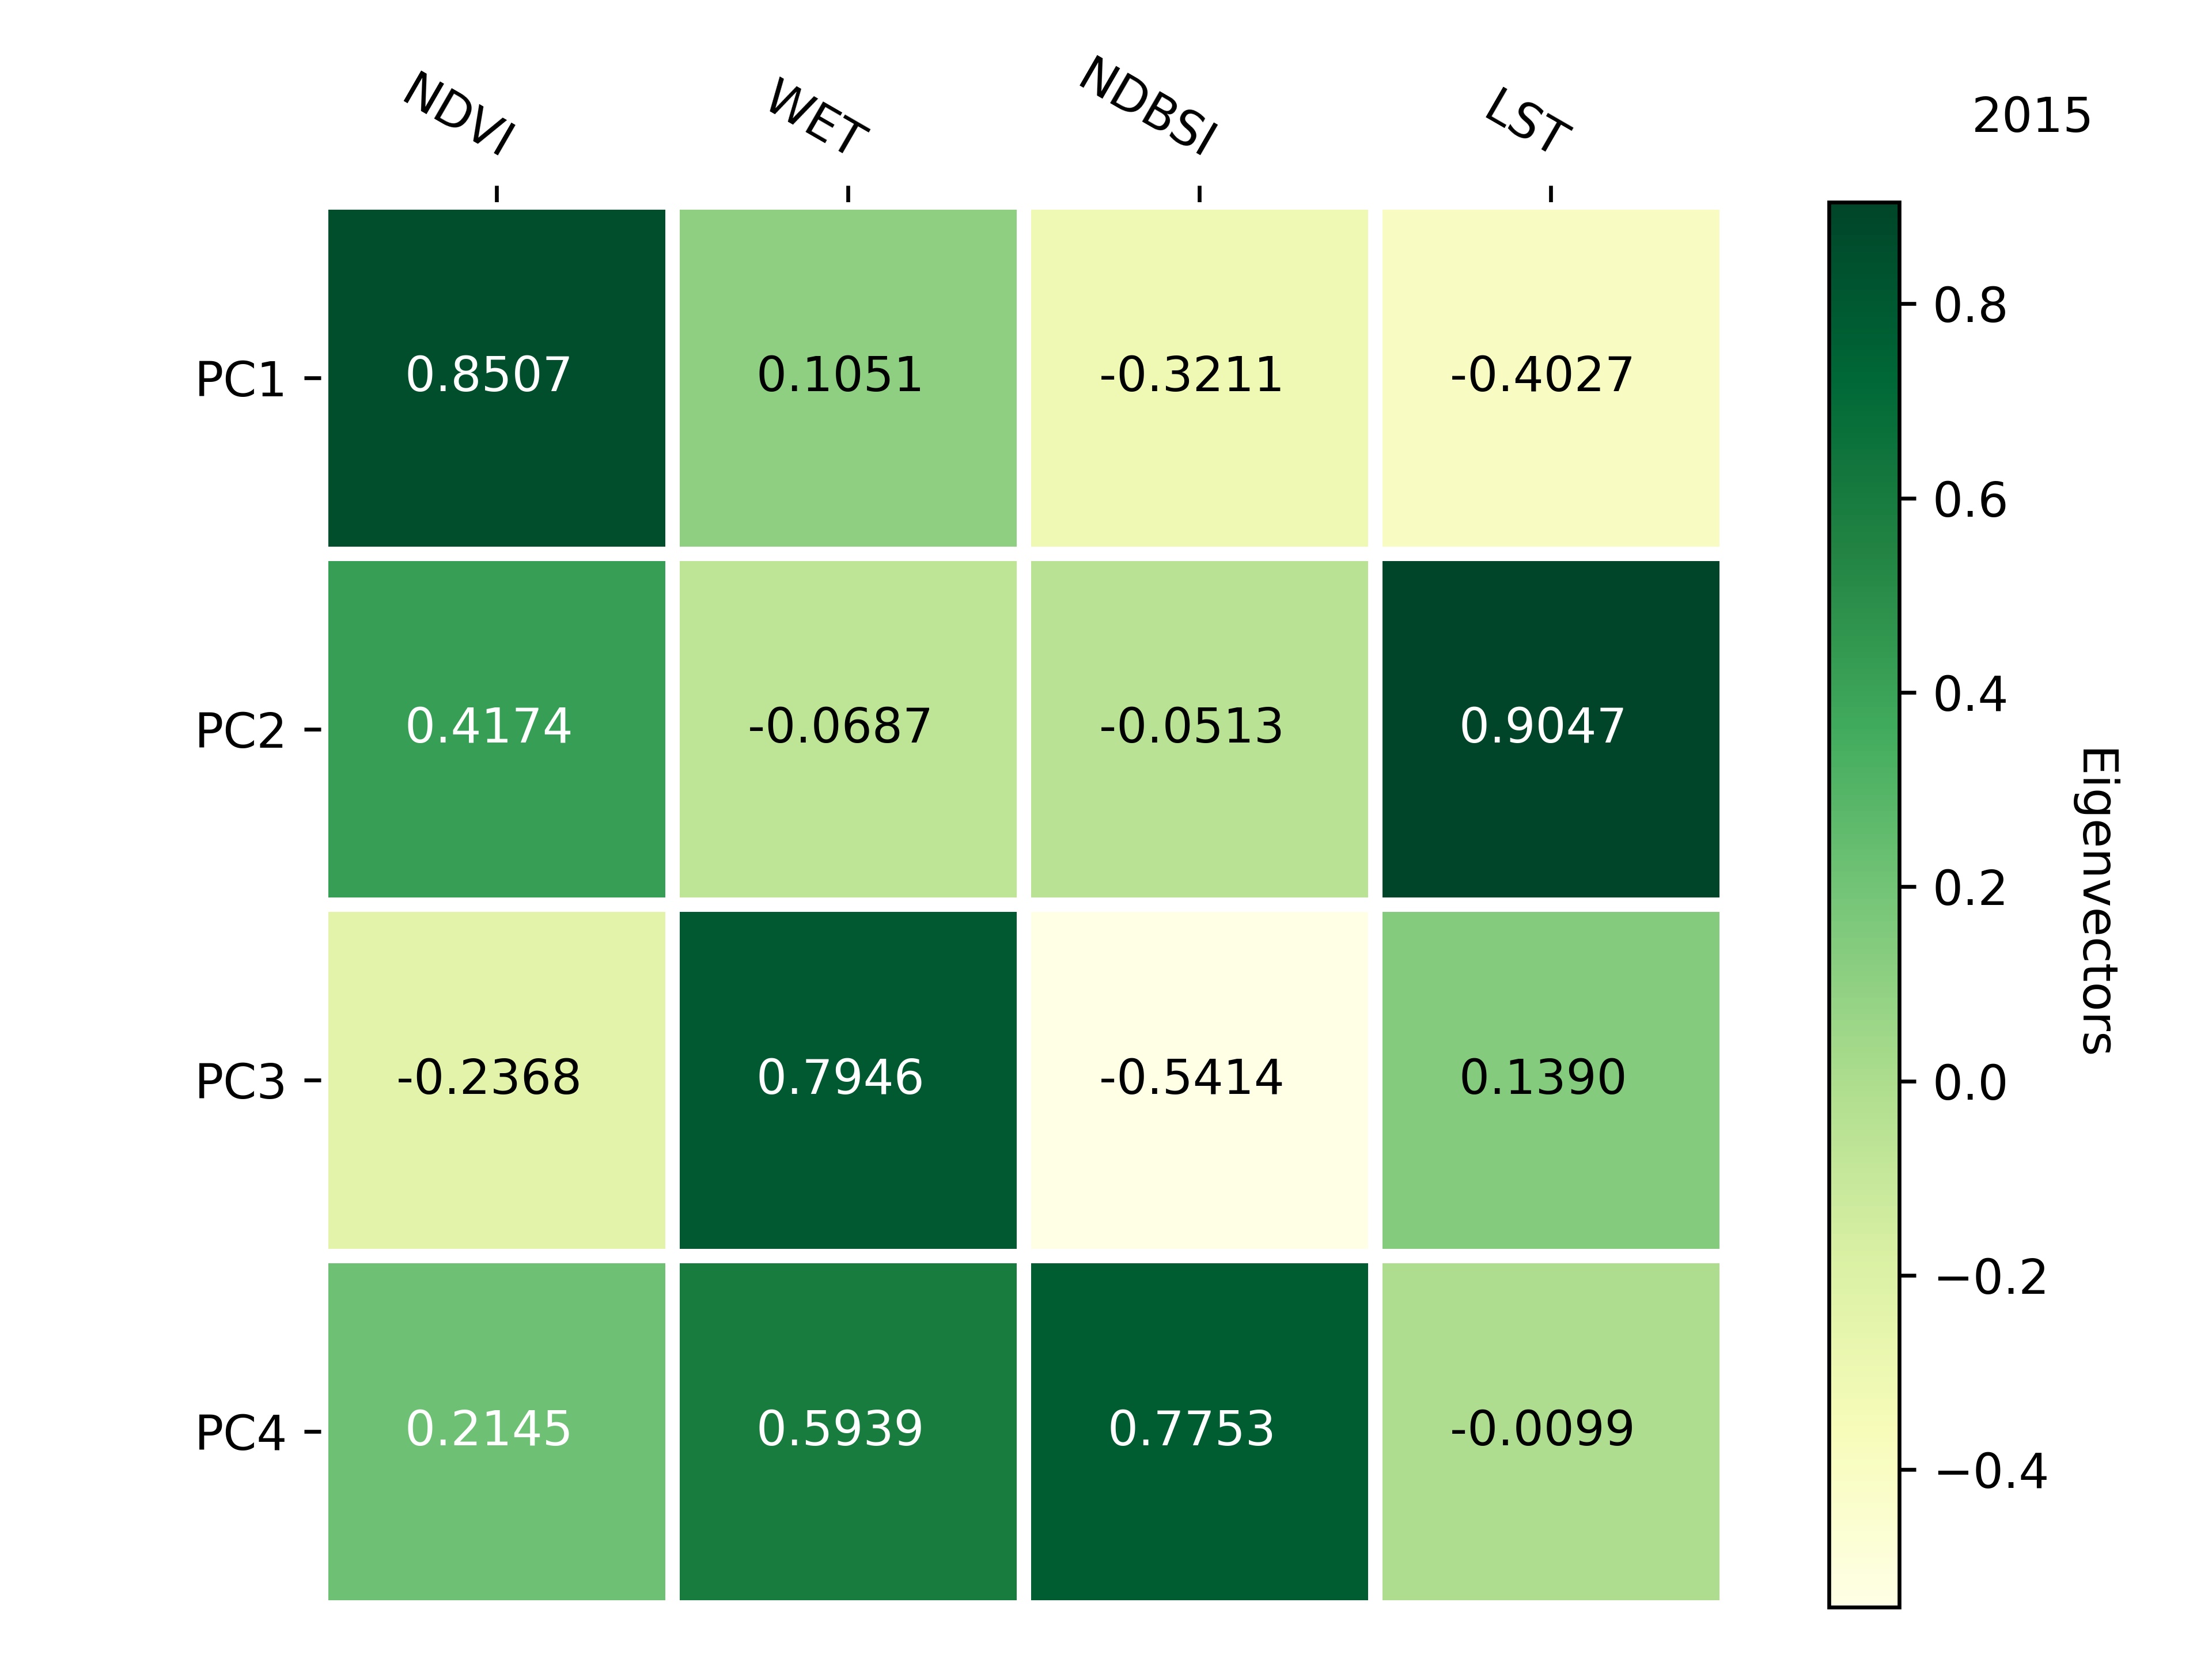 NDVI WET NDBSI LST 2015
PC1 0.8507 0.1051 -0.3211 -0.4027
PC2 0.4174 -0.0687 -0.0513 0.9047
PC3 -0.2368 0.7946 -0.5414 0.1390
PC4 0.2145 0.5939 0.7753 -0.0099
0.8
0.6
0.4
0.2
0.0
−0.2
−0.4
Eigenvectors